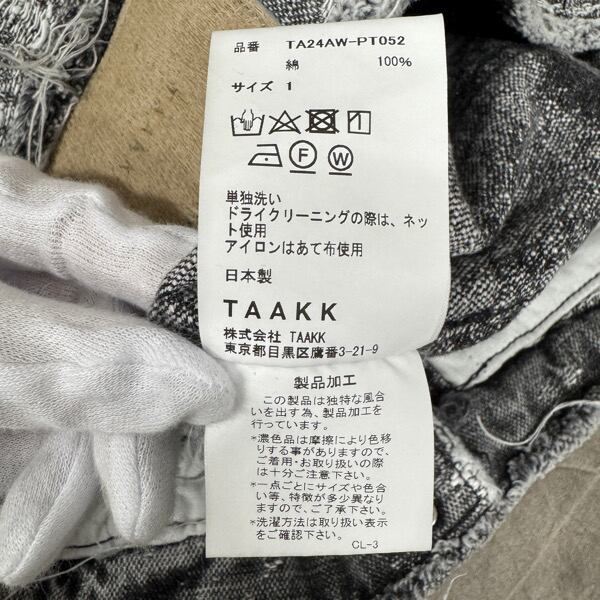 品番 TA24AW-PT052
綿 100%
サイズ 1
F W
単独洗い
ドライクリーニングの際は、ネッ
ト使用
アイロンはあて布使用
日本製
TAAKK
株式会社 TAAKK
東京都目黒区鷹番3-21-9
製品加工
この製品は独特な風合
いを出す為、製品加工を
行っています。
*濃色品は摩擦により色移
りする事がありますので、
ご着用・お取り扱いの際
は十分ご注意下さい。
*一点ごとにサイズや色合
い等、特徴が多少異なり
ますので、ご了承下さい。
*洗濯方法は取り扱い表示
をご確認下さい。
CL-3